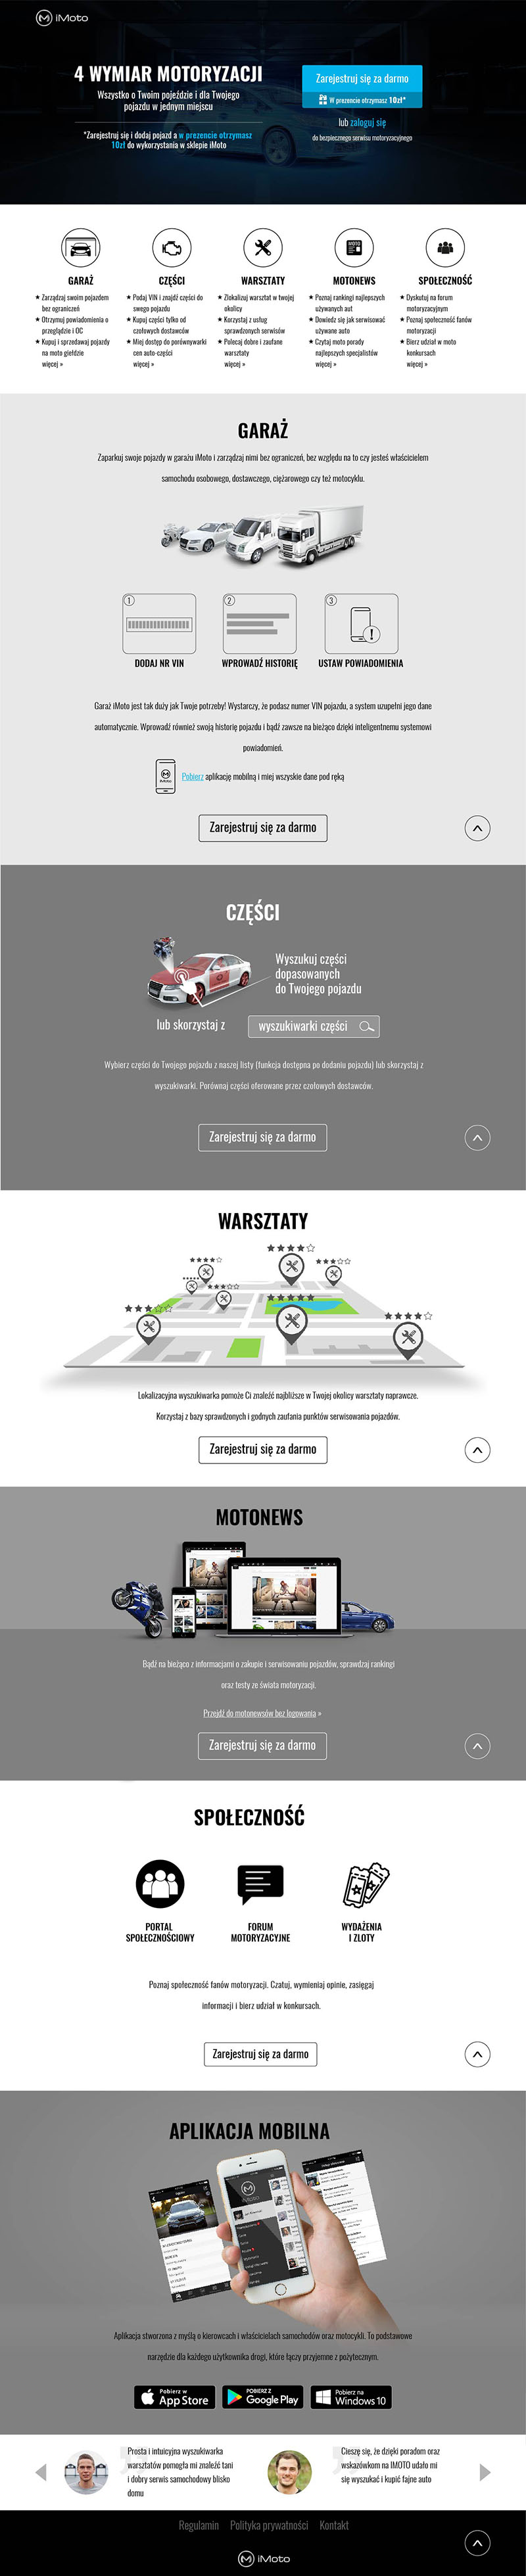 iMoto
4 WYMIAR MOTORYZACJI
Wszystko o Twoim pojeździe i dla Twojego
pojazdu w jednym miejscu
*Zarejestruj się i dodaj pojazd a w prezencie otrzymasz
10zł do wykorzystania w sklepie iMoto
Zarejestruj się za darmo
W prezencie otrzymasz 10zł*
lub zaloguj się
do bezpiecznego serwisu motoryzacyjnego
GARAŻ
★ Zarządzaj swoim pojazdem
bez ograniczeń
★ Otrzymuj powiadomienia o
przeglądzie i OC
★ Kupuj i sprzedawaj pojazdy
na moto giełdzie
więcej »
CZĘŚCI
★ Podaj VIN i znajdź części do
swego pojazdu
★ Kupuj części tylko od
czołowych dostawców
★ Miej dostęp do porównywarki
cen auto-części
więcej »
WARSZTATY
★ Zlokalizuj warsztat w twojej
okolicy
★ Korzystaj z usług
sprawdzonych serwisów
★ Polecaj dobre i zaufane
warsztaty
więcej »
MOTONEWS
★ Poznaj rankingi najlepszych
używanych aut
★ Dowiedz się jak serwisować
używane auto
★ Czytaj moto porady
najlepszych specjalistów
więcej »
SPOŁECZNOŚĆ
★ Dyskutuj na forum
motoryzacyjnym
★ Poznaj społeczność fanów
motoryzacji
★ Bierz udział w moto
konkursach
więcej »
GARAŻ
Zaparkuj swoje pojazdy w garażu iMoto i zarządzaj nimi bez ograniczeń, bez względu na to czy jesteś właścicielem
samochodu osobowego, dostawczego, ciężarowego czy też motocyklu.
1
2
3
DODAJ NR VIN
WPROWADŹ HISTORIĘ
USTAW POWIADOMIENIA
Garaż iMoto jest tak duży jak Twoje potrzeby! Wystarczy, że podasz numer VIN pojazdu, a system uzupełni jego dane
automatycznie. Wprowadź również swoją historię pojazdu i bądź zawsze na bieżąco dzięki inteligentnemu systemowi
powiadomień.
iMoto
Pobierz aplikację mobilną i miej wszystkie dane pod ręką
Zarejestruj się za darmo
CZĘŚCI
Wyszukuj części
dopasowanych
do Twojego pojazdu
lub skorzystaj z
wyszukiwarki części
Wybierz części do Twojego pojazdu z naszej listy (funkcja dostępna po dodaniu pojazdu) lub skorzystaj z
wyszukiwarki. Porównaj części oferowane przez czołowych dostawców.
Zarejestruj się za darmo
WARSZTATY
Lokalizacyjna wyszukiwarka pomoże Ci znaleźć najbliższe w Twojej okolicy warsztaty naprawcze.
Korzystaj z bazy sprawdzonych i godnych zaufania punktów serwisowania pojazdów.
Zarejestruj się za darmo
MOTONEWS
Bądź na bieżąco z informacjami o zakupie i serwisowaniu pojazdów, sprawdzaj rankingi
oraz testy ze świata motoryzacji.
Przejdź do motonewsów bez logowania »
Zarejestruj się za darmo
SPOŁECZNOŚĆ
PORTAL
SPOŁECZNOŚCIOWY
FORUM
MOTORYZACYJNE
WYDAŻENIA
I ZLOTY
Poznaj społeczność fanów motoryzacji. Czatuj, wymieniaj opinie, zasięgaj
informacji i bierz udział w konkursach.
Zarejestruj się za darmo
APLIKACJA MOBILNA
iMoto
Aplikacja stworzona z myślą o kierowcach i właścicielach samochodów oraz motocykli. To podstawowe
narzędzie dla każdego użytkownika drogi, które łączy przyjemne z pożytecznym.
Pobierz w
App Store
POBIERZ Z
Google Play
Pobierz na
Windows 10
Prosta i intuicyjna wyszukiwarka
warsztatów pomogła mi znaleźć tani
i dobry serwis samochodowy blisko
domu
Cieszę się, że dzięki poradom oraz
wskazówkom na IMOTO udało mi
się wyszukać i kupić fajne auto
Regulamin
Polityka prywatności
Kontakt
iMoto